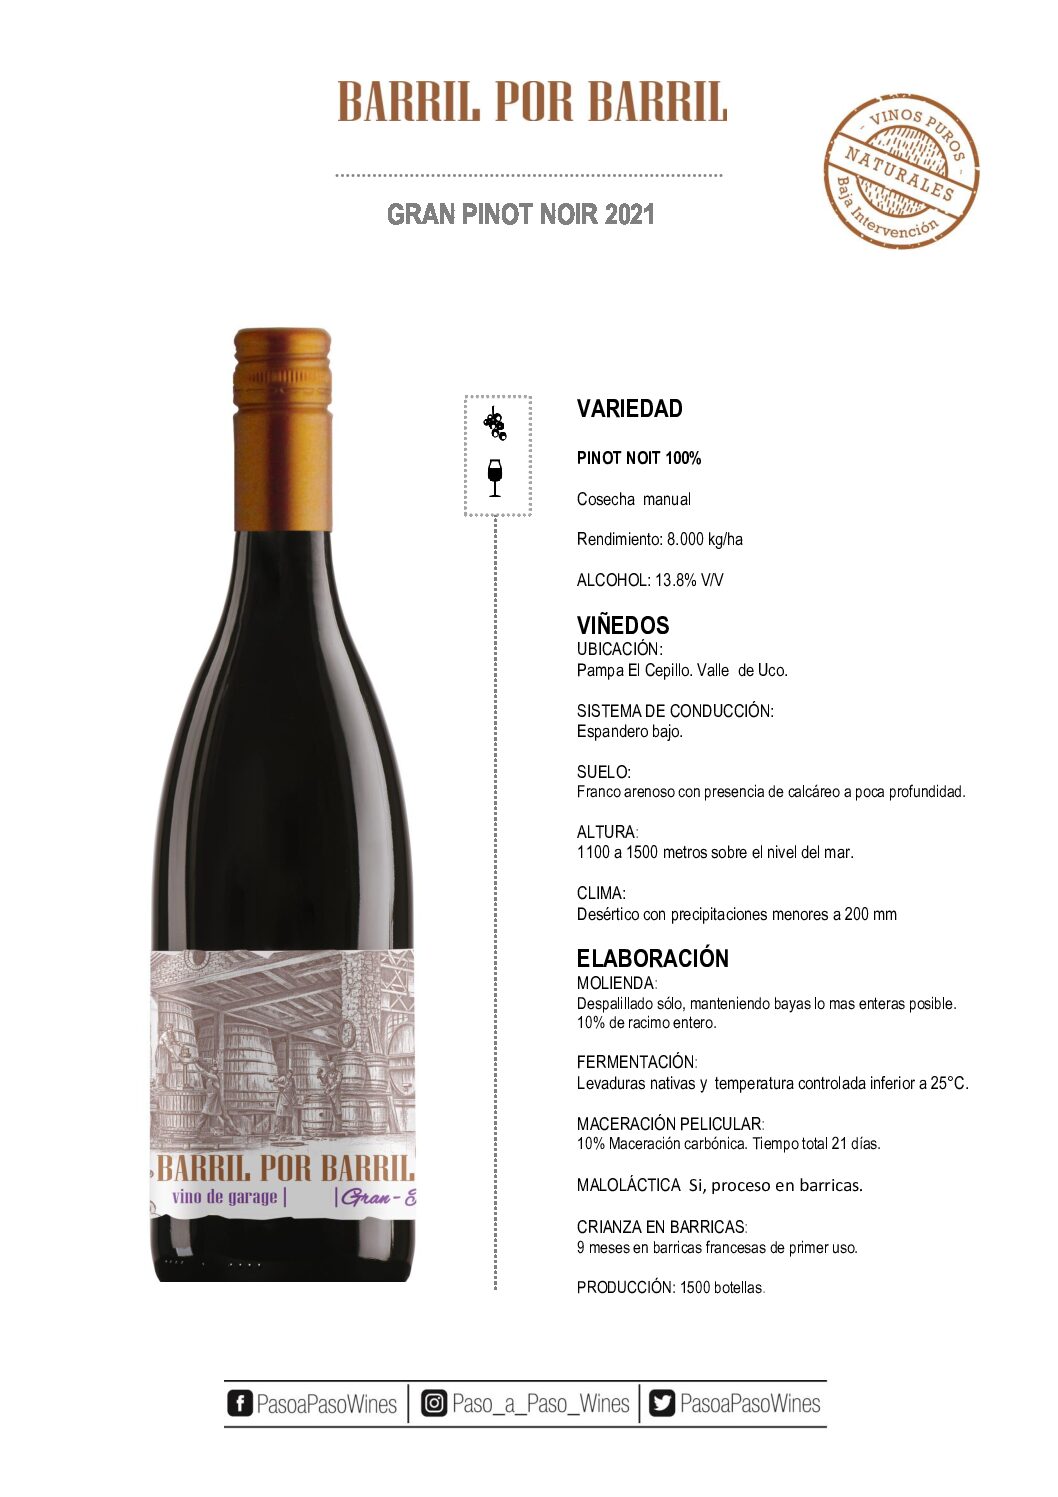 BARRIL POR BARRIL
- VINOS PUROS -
NATURALES
Baja Intervención
GRAN PINOT NOIR 2021
VARIEDAD
PINOT NOIT 100%
Cosecha manual
Rendimiento: 8.000 kg/ha
ALCOHOL: 13.8% V/V
VIÑEDOS
UBICACIÓN:
Pampa El Cepillo. Valle de Uco.
SISTEMA DE CONDUCCIÓN:
Espandero bajo.
SUELO:
Franco arenoso con presencia de calcáreo a poca profundidad.
ALTURA:
1100 a 1500 metros sobre el nivel del mar.
CLIMA:
Desértico con precipitaciones menores a 200 mm
ELABORACIÓN
MOLIENDA:
Despalillado sólo, manteniendo bayas lo mas enteras posible.
10% de racimo entero.
FERMENTACIÓN:
Levaduras nativas y temperatura controlada inferior a 25°C.
MACERACIÓN PELICULAR:
10% Maceración carbónica. Tiempo total 21 días.
MALOLÁCTICA Si, proceso en barricas.
CRIANZA EN BARRICAS:
9 meses en barricas francesas de primer uso.
PRODUCCIÓN: 1500 botellas.
BARRIL POR BARRIL
vino de garage | | Gran -
PasoaPasoWines | Paso_a_Paso_Wines | PasoaPasoWines